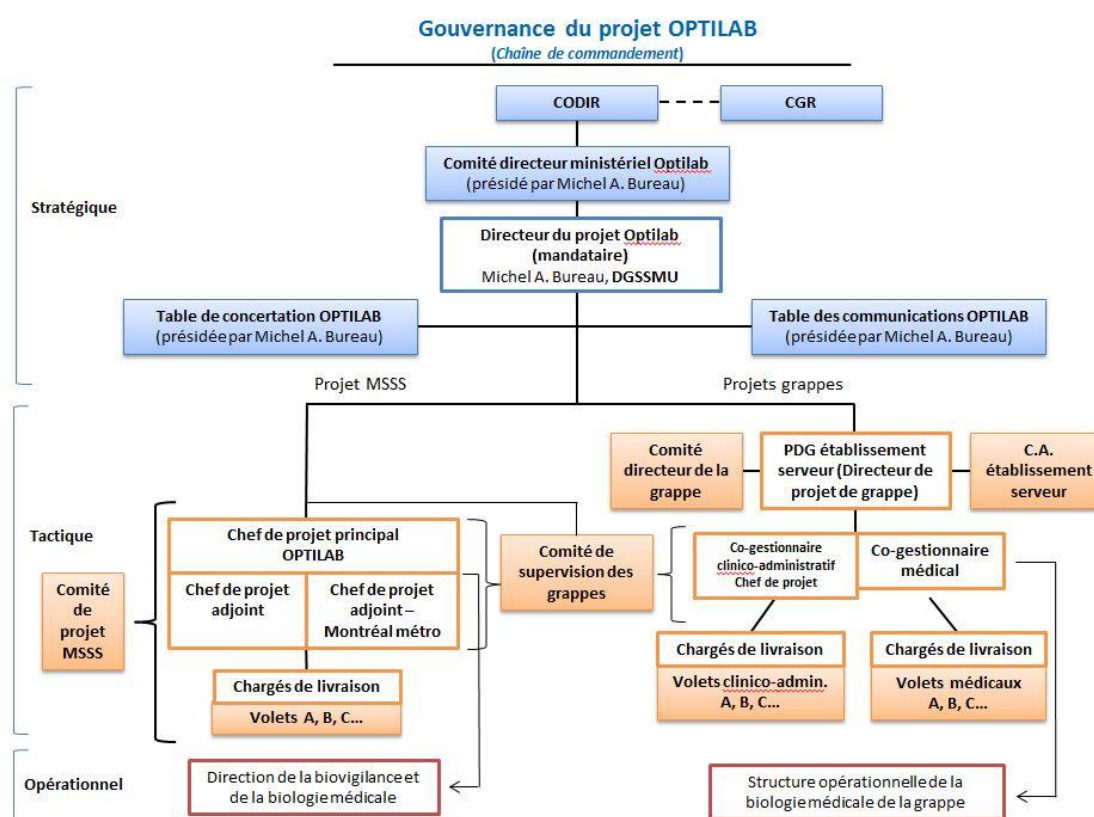 Gouvernance du projet OPTILAB
(Chaîne de commandement)
CODIR
CGR
Comité directeur ministériel Optilab
(présidé par Michel A. Bureau)
Stratégique
Directeur du projet Optilab
(mandataire)
Michel A. Bureau, DGSSMU
Table de concertation OPTILAB
(présidée par Michel A. Bureau)
Table des communications OPTILAB
(présidée par Michel A. Bureau)
Projet MSSS
Projets grappes
Comité
directeur de la
grappe
PDG établissement
serveur (Directeur de
projet de grappe)
C.A.
établissement
serveur
Tactique
Chef de projet principal
OPTILAB
Chef de projet
adjoint
Chef de projet
adjoint –
Montréal métro
Comité de
supervision des
grappes
Co-gestionnaire
clinico-administratif
Chef de projet
Co-gestionnaire
médical
Comité
de
projet
MSSS
Chargés de livraison
Volets A, B, C...
Chargés de livraison
Volets clinico-admin.
A, B, C...
Chargés de livraison
Volets médicaux
A, B, C...
Opérationnel
Direction de la biovigilance et
de la biologie médicale
Structure opérationnelle de la
biologie médicale de la grappe